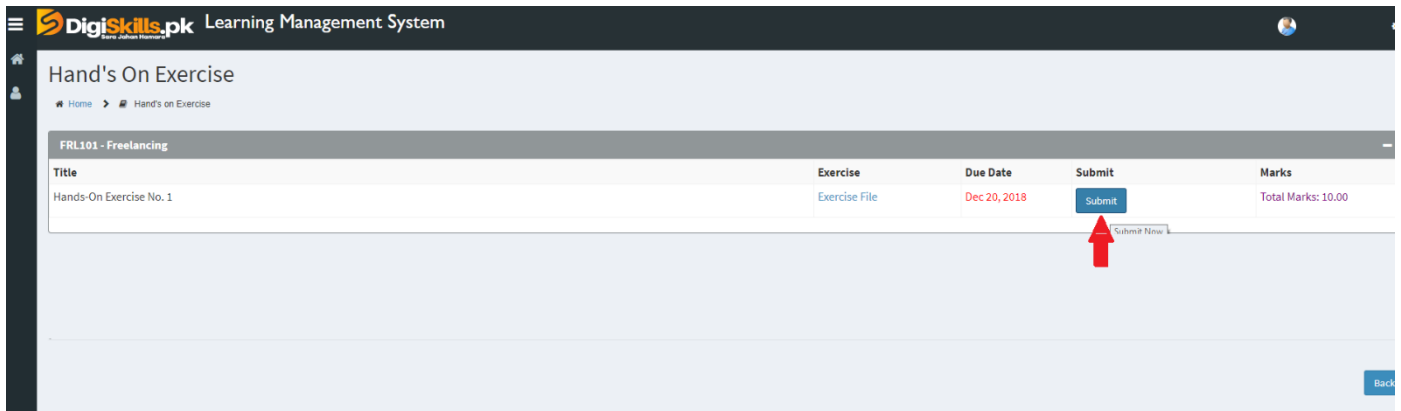 DigiSkills.pk Learning Management System
Sara Jahan Hamara
Hand's On Exercise
Home Hand's on Exercise
FRL101 - Freelancing
Title Exercise Due Date Submit Marks
Hands-On Exercise No. 1 Exercise File Dec 20, 2018 Submit Total Marks: 10.00
Submit Now
Back